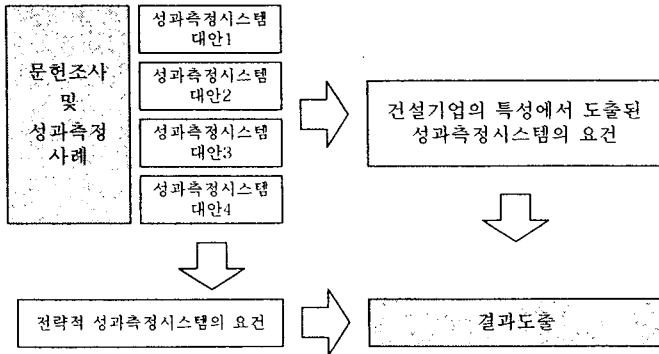 문헌조사
및
성과측정
사례
성과측정시스템
대안1
성과측정시스템
대안2
성과측정시스템
대안3
성과측정시스템
대안4
건설기업의 특성에서 도출된
성과측정시스템의 요건
전략적 성과측정시스템의 요건
결과도출